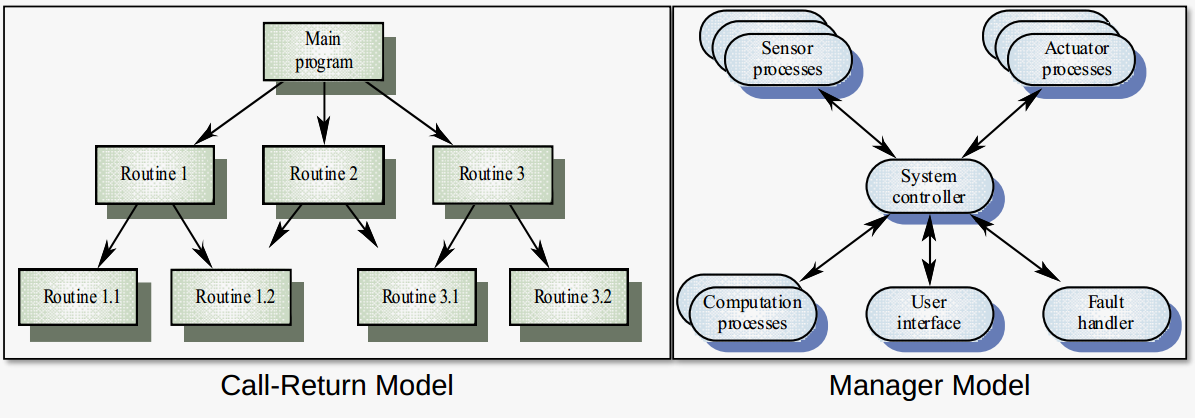 Main
program
Routine 1
Routine 2
Routine 3
Routine 1.1
Routine 1.2
Routine 3.1
Routine 3.2
Call-Return Model
Sensor
processes
Actuator
processes
System
controller
Computation
processes
User
interface
Fault
handler
Manager Model